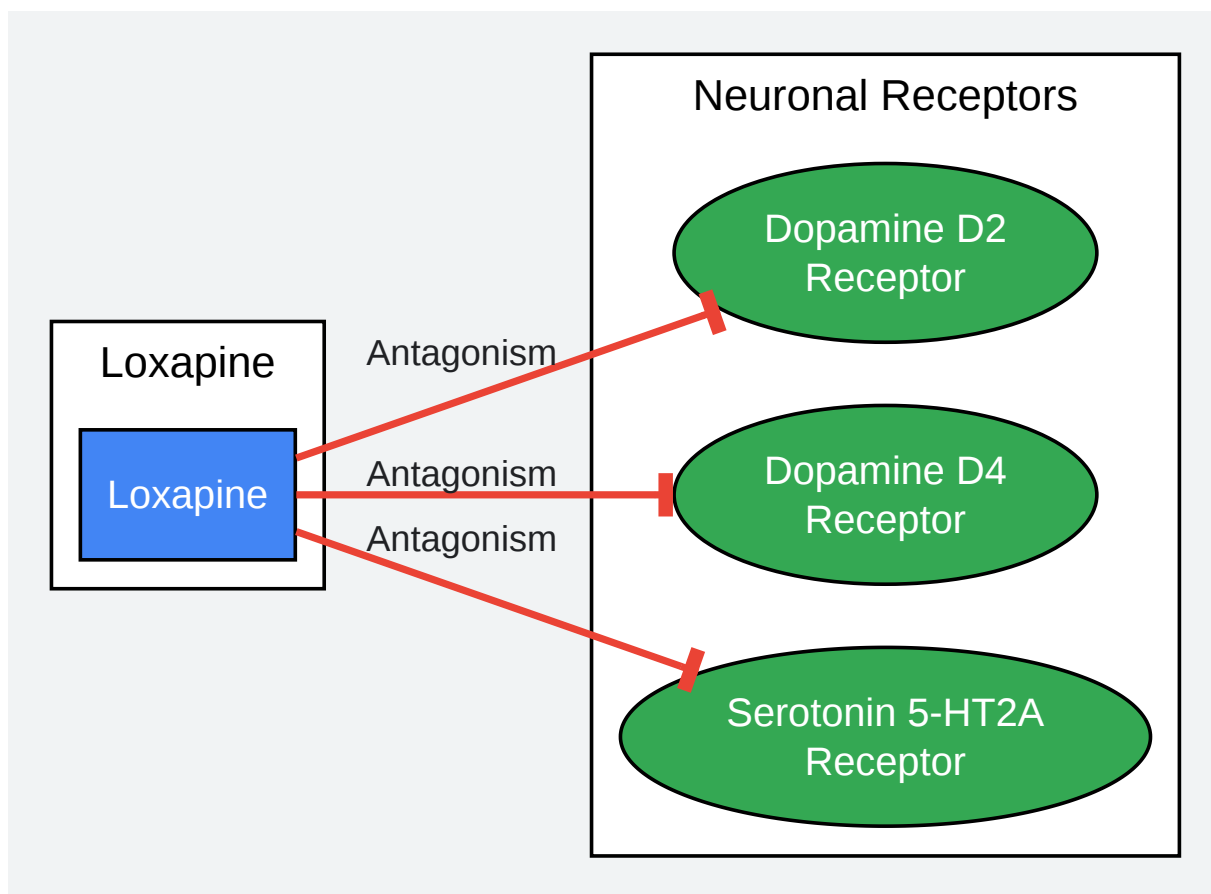 Neuronal Receptors
Dopamine D2
Receptor
Loxapine
Antagonism
Loxapine
Antagonism
Dopamine D4
Receptor
Antagonism
Serotonin 5-HT2A
Receptor